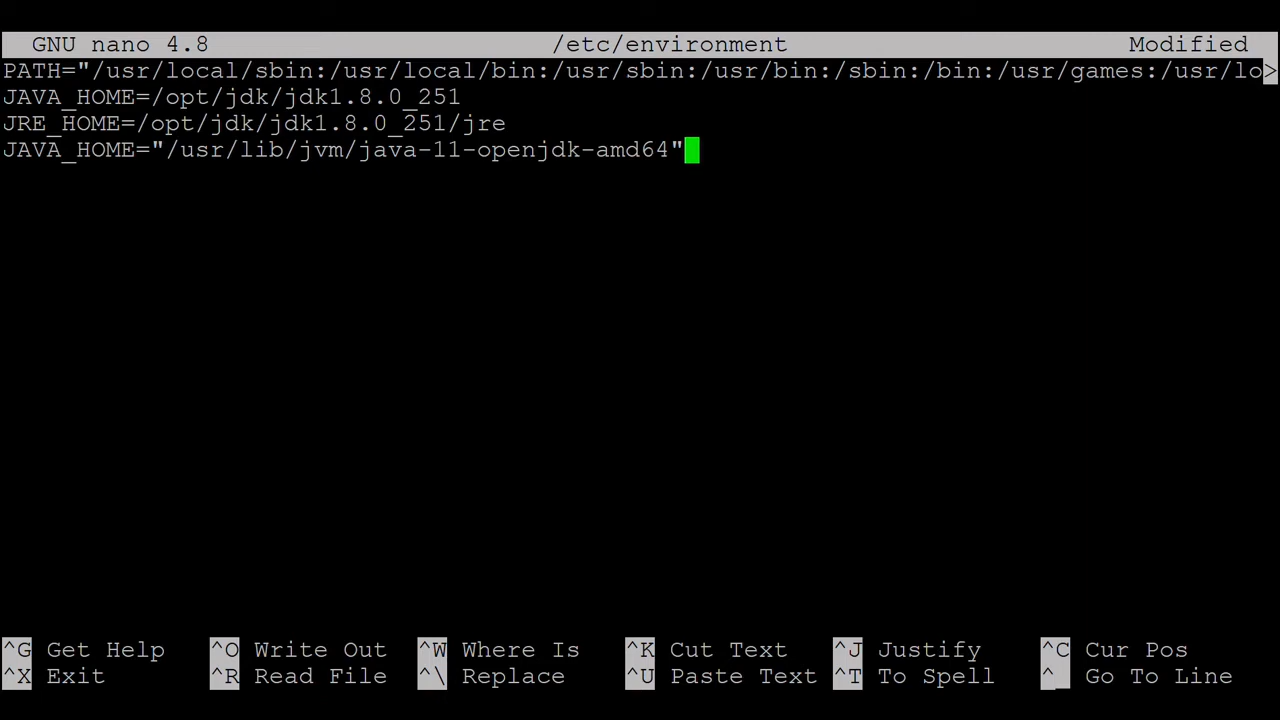 GNU nano 4.8 /etc/environment Modified
PATH="/usr/local/sbin:/usr/local/bin:/usr/sbin:/usr/bin:/sbin:/bin:/usr/games:/usr/lo>
JAVA_HOME=/opt/jdk/jdk1.8.0_251
JRE_HOME=/opt/jdk/jdk1.8.0_251/jre
JAVA_HOME="/usr/lib/jvm/java-11-openjdk-amd64"
^G Get Help ^O Write Out ^W Where Is ^K Cut Text ^J Justify ^C Cur Pos
^X Exit ^R Read File ^\ Replace ^U Paste Text ^T To Spell ^_ Go To Line